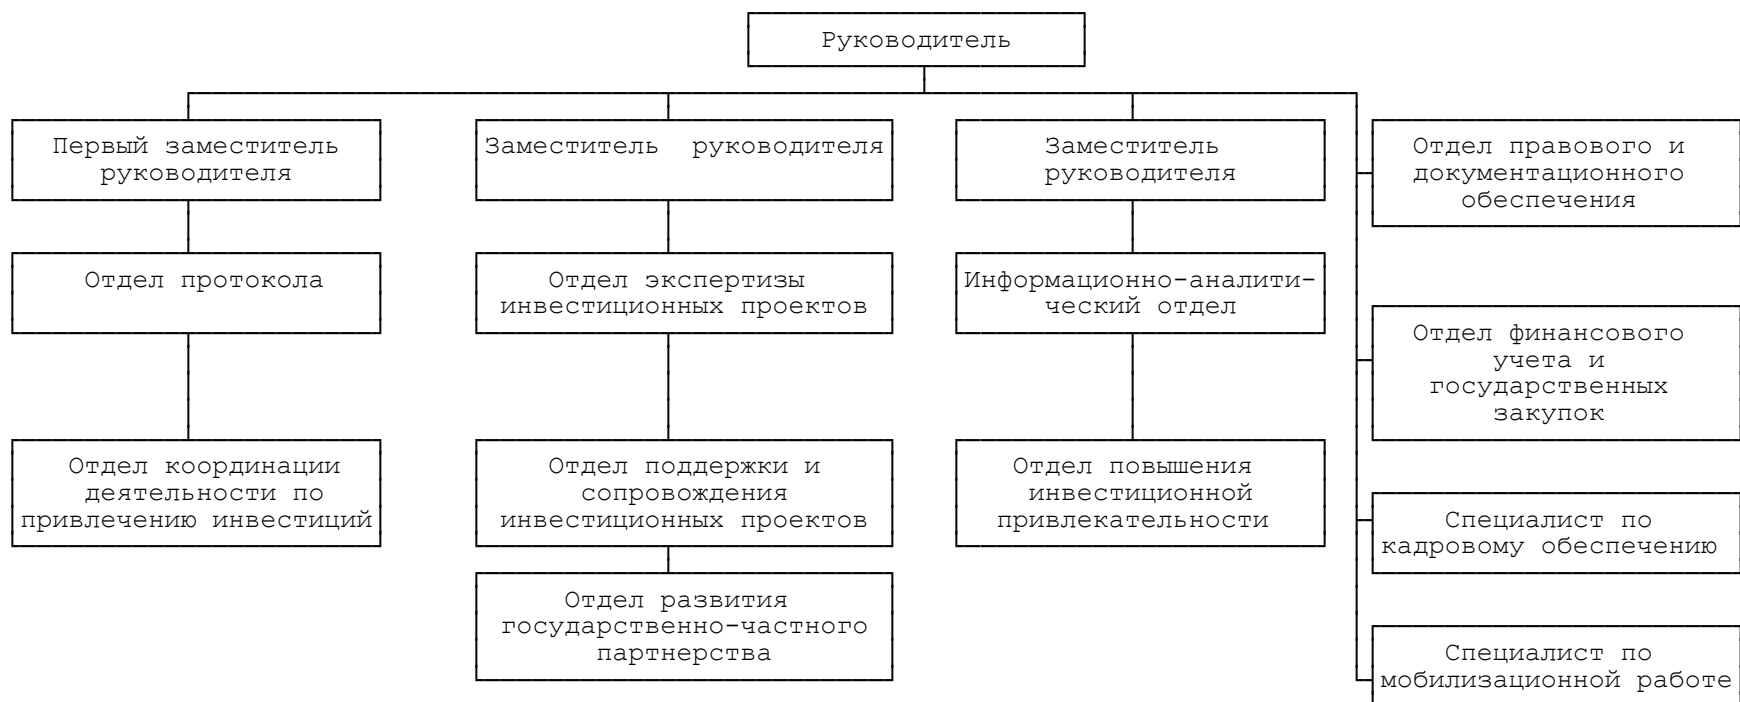 Руководитель
Первый заместитель
руководителя
Заместитель руководителя
Заместитель
руководителя
Отдел правового и
документационного
обеспечения
Отдел протокола
Отдел экспертизы
инвестиционных проектов
Информационно-аналити-
ческий отдел
Отдел финансового
учета и
государственных
закупок
Отдел координации
деятельности по
привлечению инвестиций
Отдел поддержки и
сопровождения
инвестиционных проектов
Отдел повышения
инвестиционной
привлекательности
Специалист по
кадровому обеспечению
Отдел развития
государственно-частного
партнерства
Специалист по
мобилизационной работе